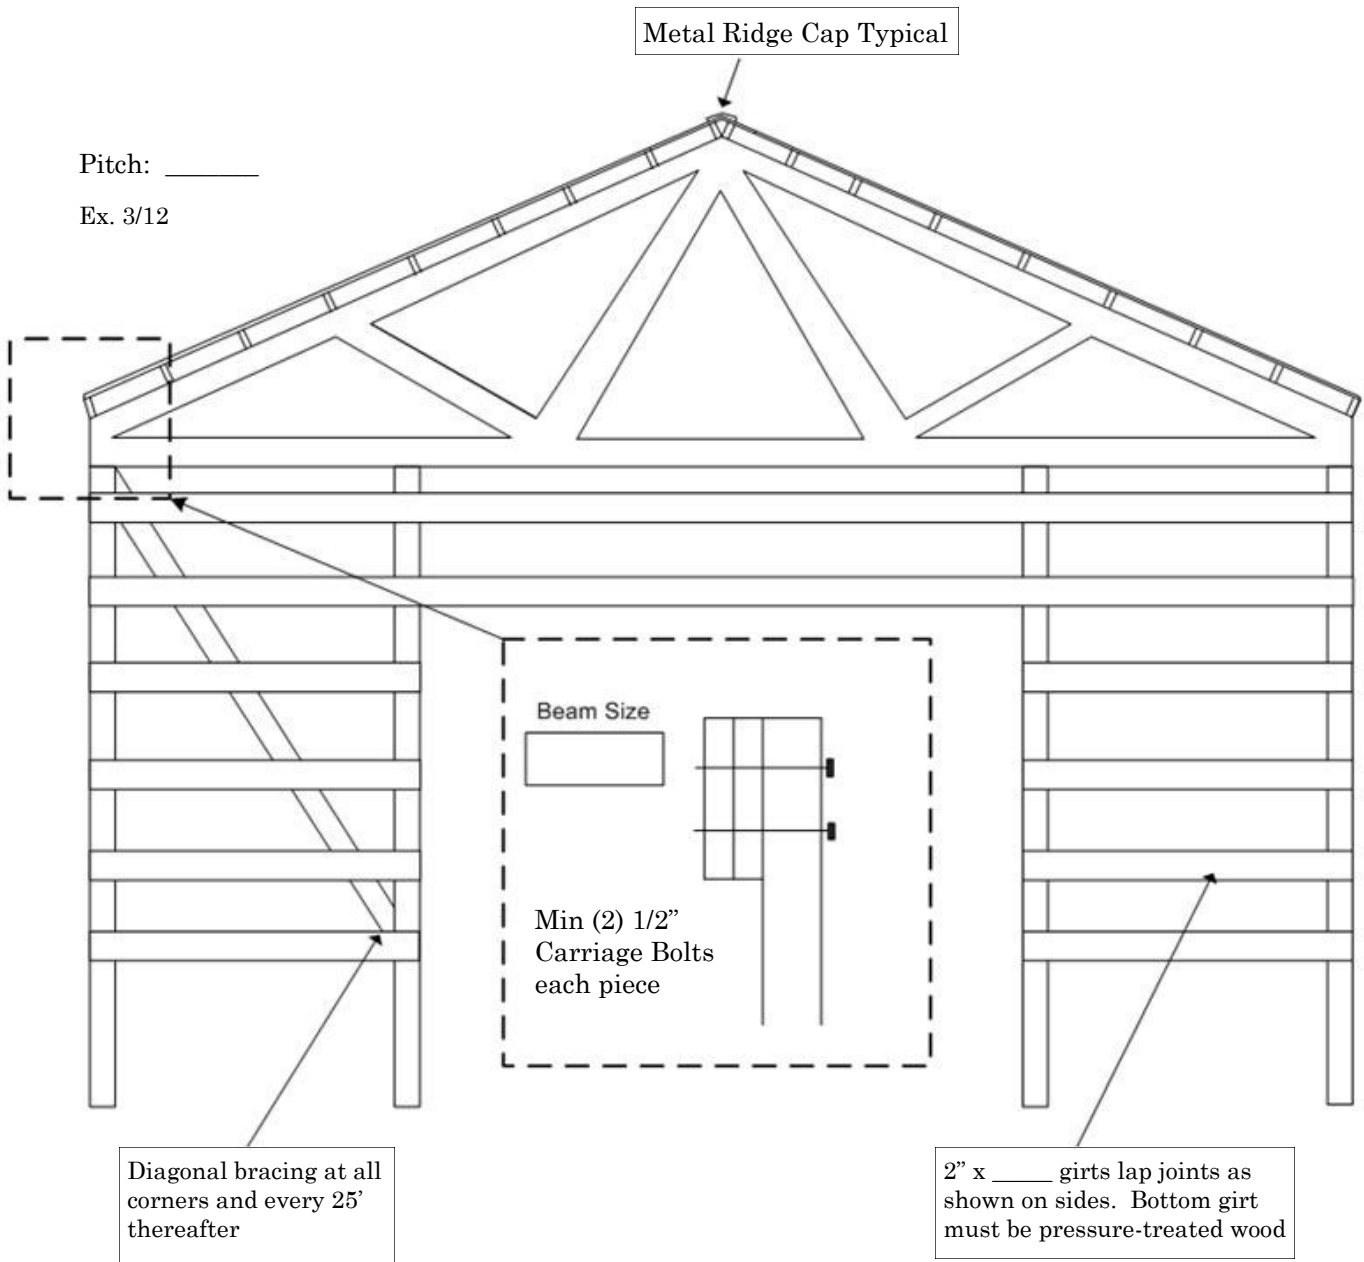 Metal Ridge Cap Typical
Pitch: _______
Ex. 3/12
Beam Size
Min (2) 1/2”
Carriage Bolts
each piece
Diagonal bracing at all
corners and every 25’
thereafter
2” x _____ girts lap joints as
shown on sides.  Bottom girt
must be pressure-treated wood